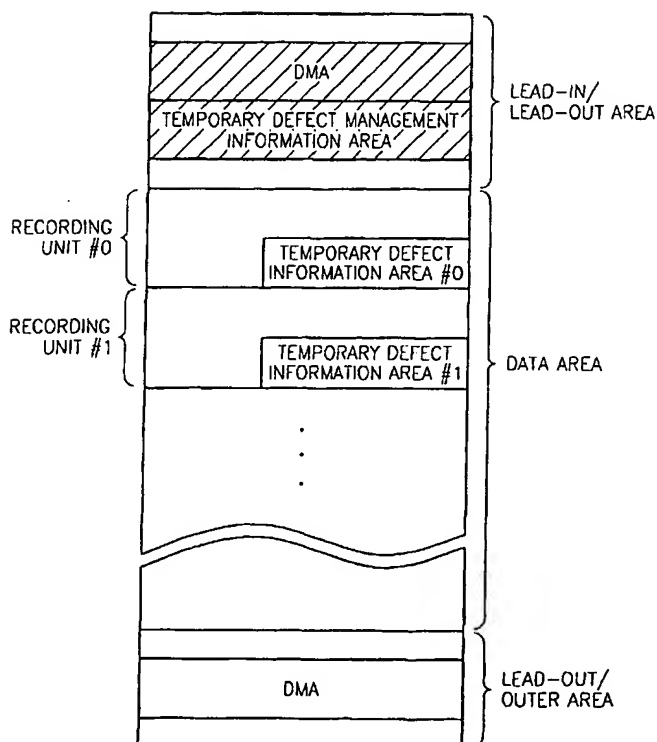 DMA
LEAD-IN/
LEAD-OUT AREA
TEMPORARY DEFECT MANAGEMENT
INFORMATION AREA
RECORDING
UNIT #0
TEMPORARY DEFECT
INFORMATION AREA #0
RECORDING
UNIT #1
TEMPORARY DEFECT
INFORMATION AREA #1
DATA AREA
DMA
LEAD-OUT/
OUTER AREA